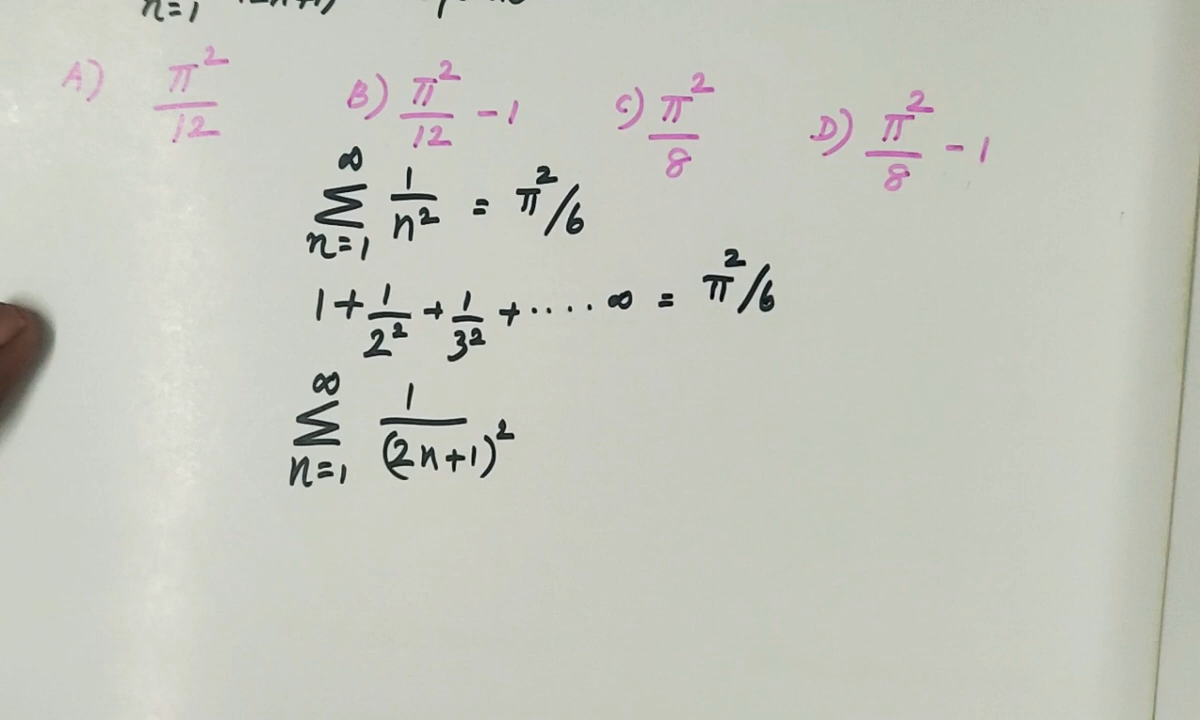 n=1
A) π²/12 B) π²/12 - 1 C) π²/8 D) π²/8 - 1
∞ Σ n=1 1/n² = π²/6
1 + 1/2² + 1/3² + .... ∞ = π²/6
∞ Σ n=1 1/(2n+1)²